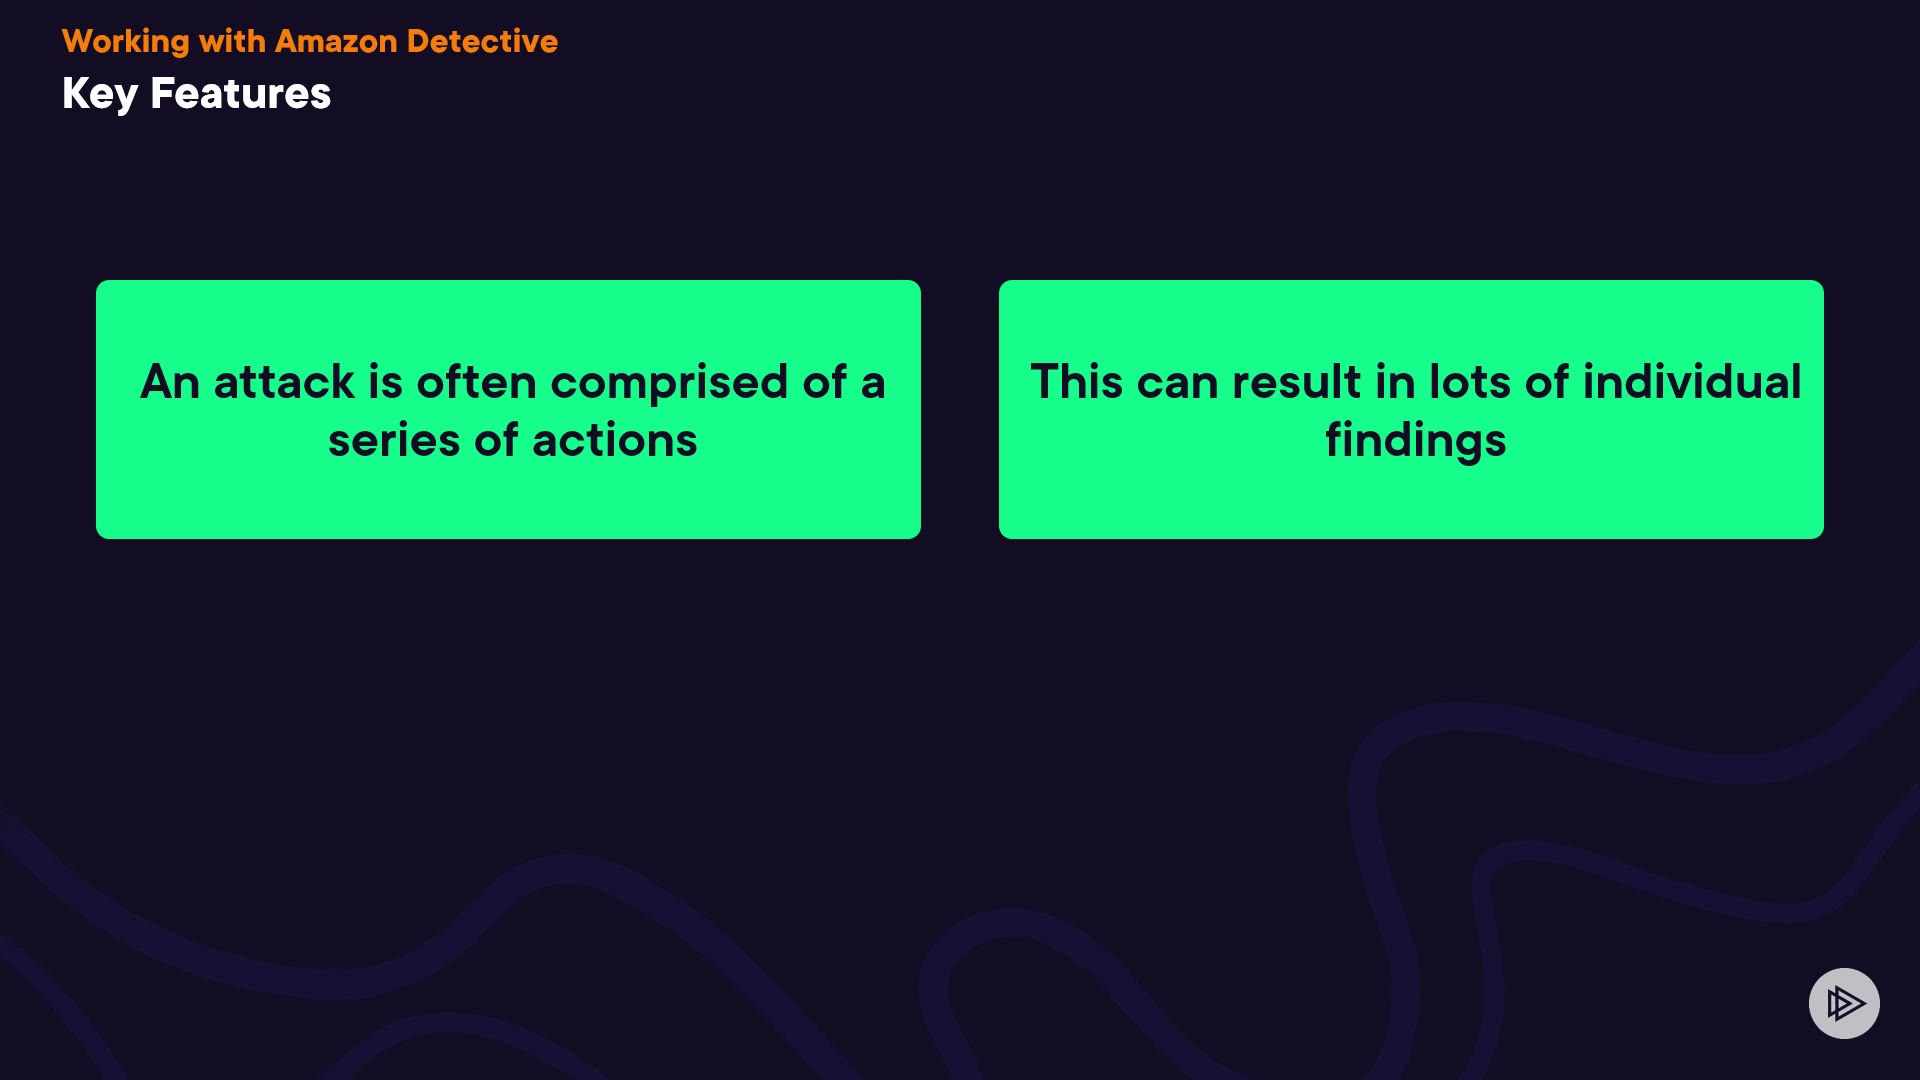 Working with Amazon Detective
Key Features
An attack is often comprised of a
series of actions
This can result in lots of individual
findings